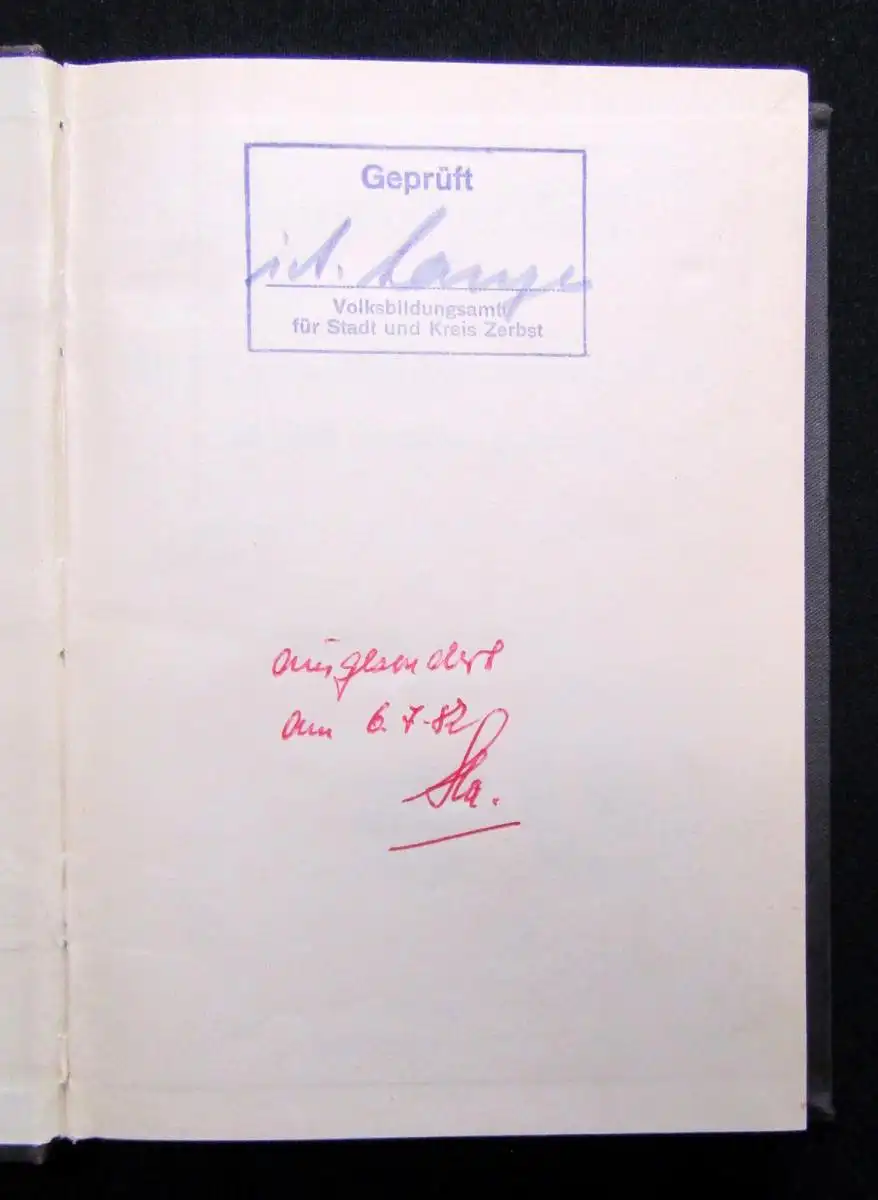 Geprüft
i.A. Lange
Volksbildungsamt
für Stadt und Kreis Zerbst
ausgesondert
am 6.7.82